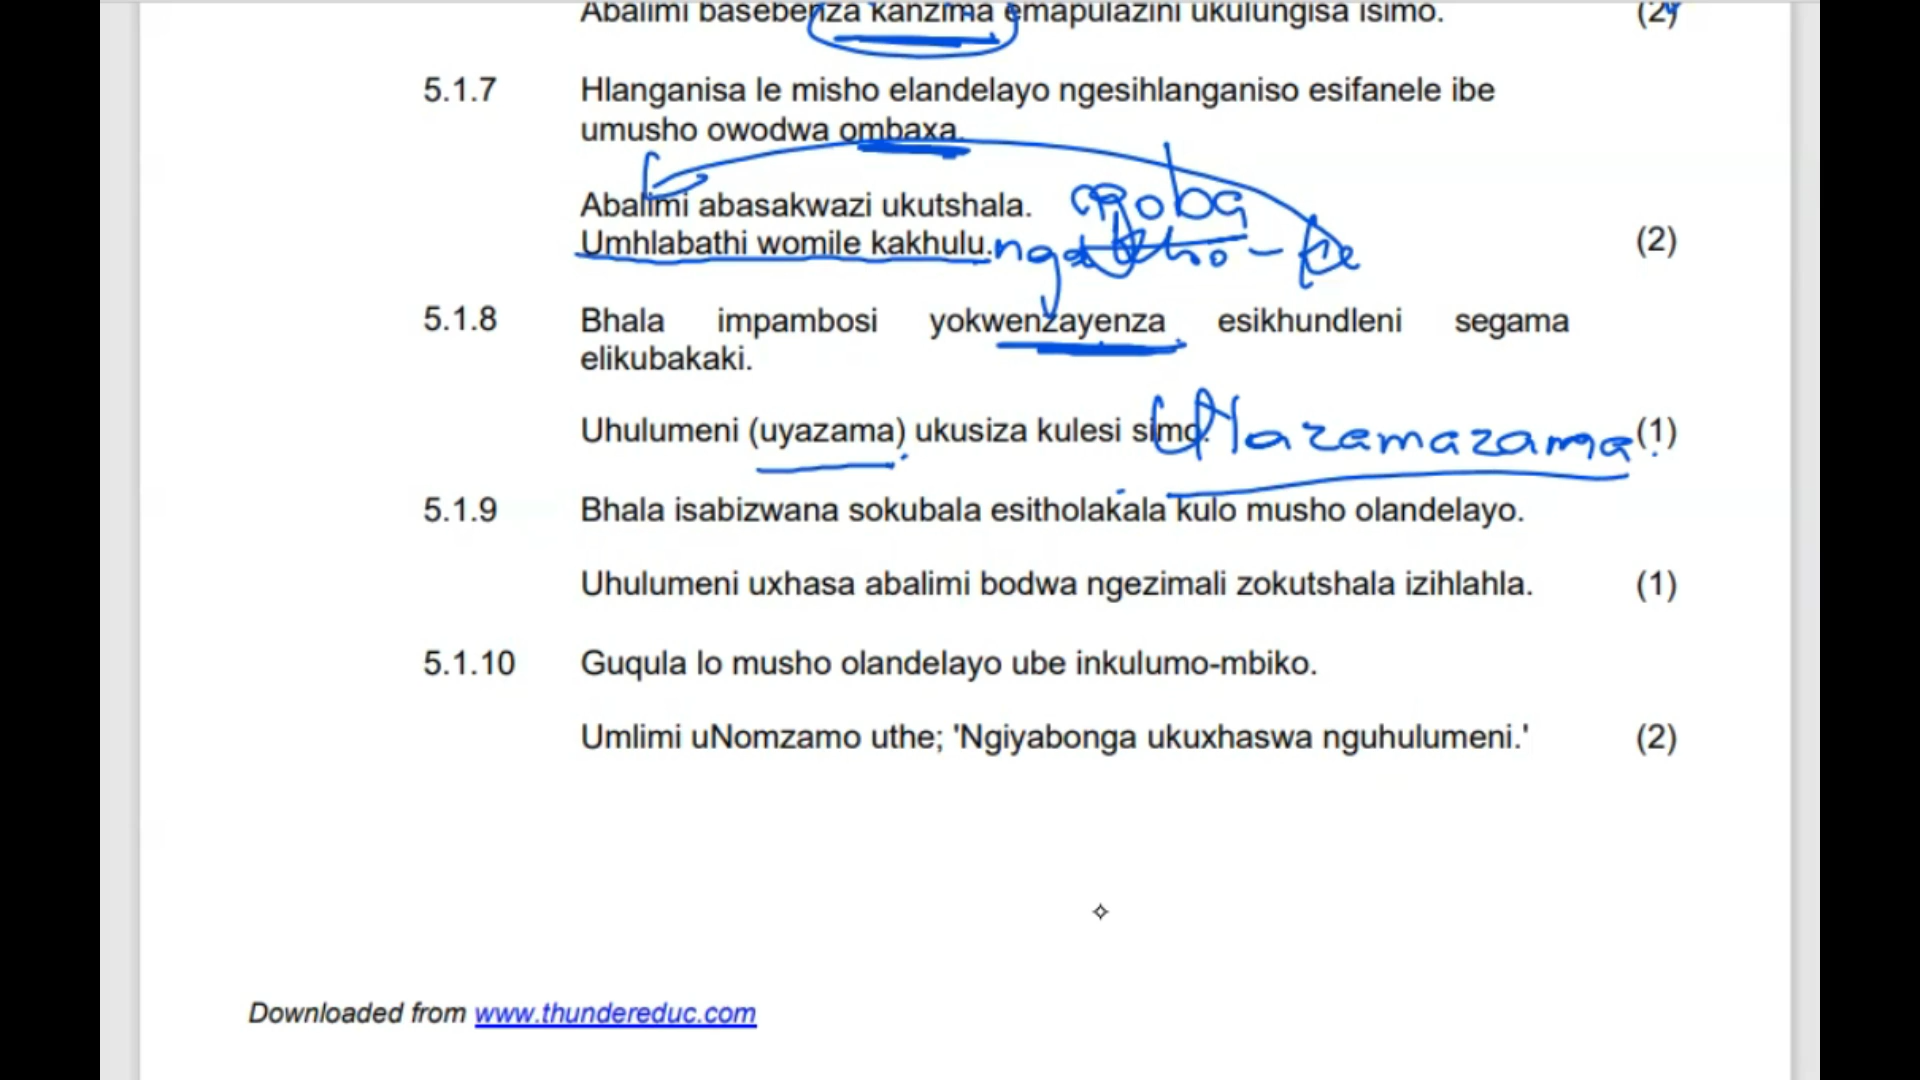 Abalimi basebenza kanzima emapulazini ukulungisa isimo. (2)
5.1.7 Hlanganisa le misho elandelayo ngesihlanganiso esifanele ibe
umusho owodwa ombaxa.
Abalimi abasakwazi ukutshala. ngoba
Umhlabathi womile kakhulu. (2)
5.1.8 Bhala impambosi yokwenzayenza esikhundleni segama
elikubakaki.
Uhulumeni (uyazama) ukusiza kulesi simo. Uyazamazama (1)
5.1.9 Bhala isabizwana sokubala esitholakala kulo musho olandelayo.
Uhulumeni uxhasa abalimi bodwa ngezimali zokutshala izihlahla. (1)
5.1.10 Guqula lo musho olandelayo ube inkulumo-mbiko.
Umlimi uNomzamo uthe; 'Ngiyabonga ukuxhaswa nguhulumeni.' (2)
Downloaded from www.thundereduc.com